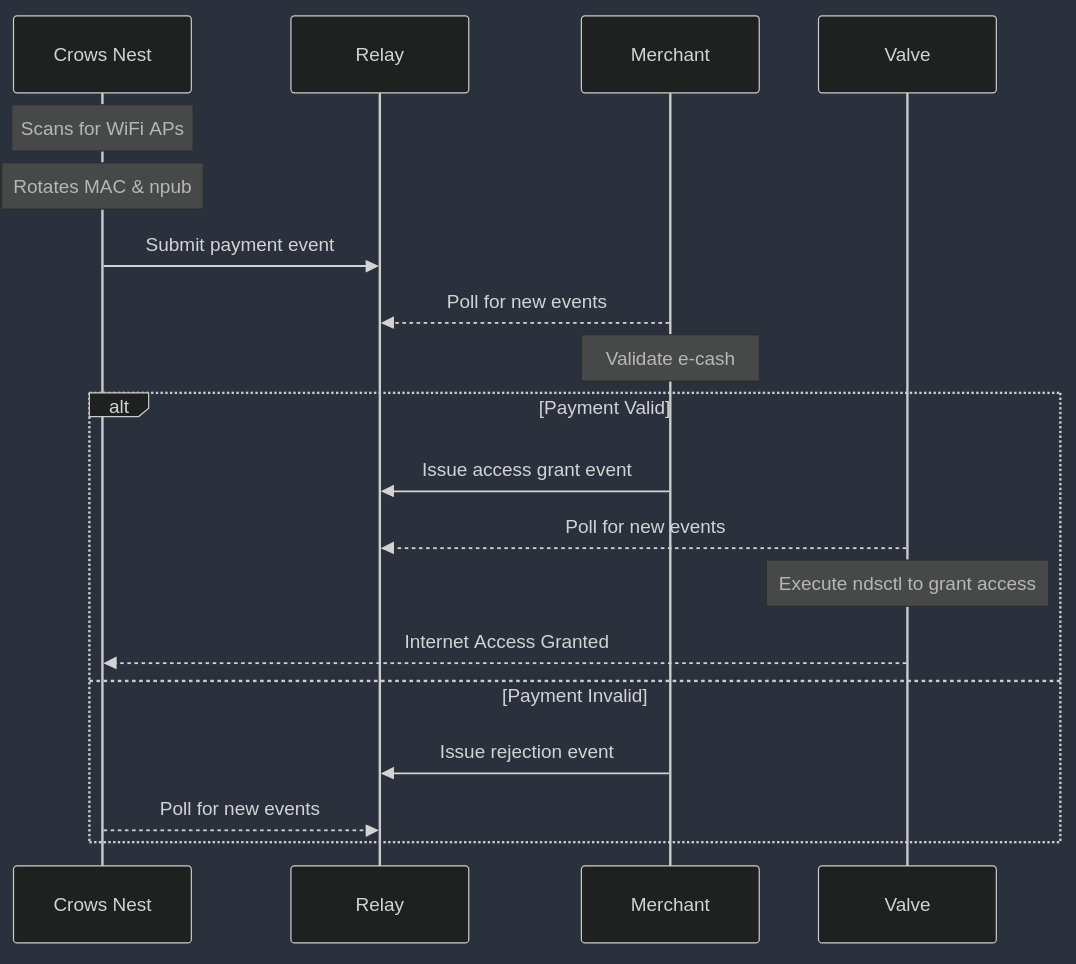 Crows Nest
Relay
Merchant
Valve
Scans for WiFi APs
Rotates MAC & npub
Submit payment event
Poll for new events
Validate e-cash
alt
[Payment Valid]
Issue access grant event
Poll for new events
Execute ndsctl to grant access
Internet Access Granted
[Payment Invalid]
Issue rejection event
Poll for new events
Crows Nest
Relay
Merchant
Valve